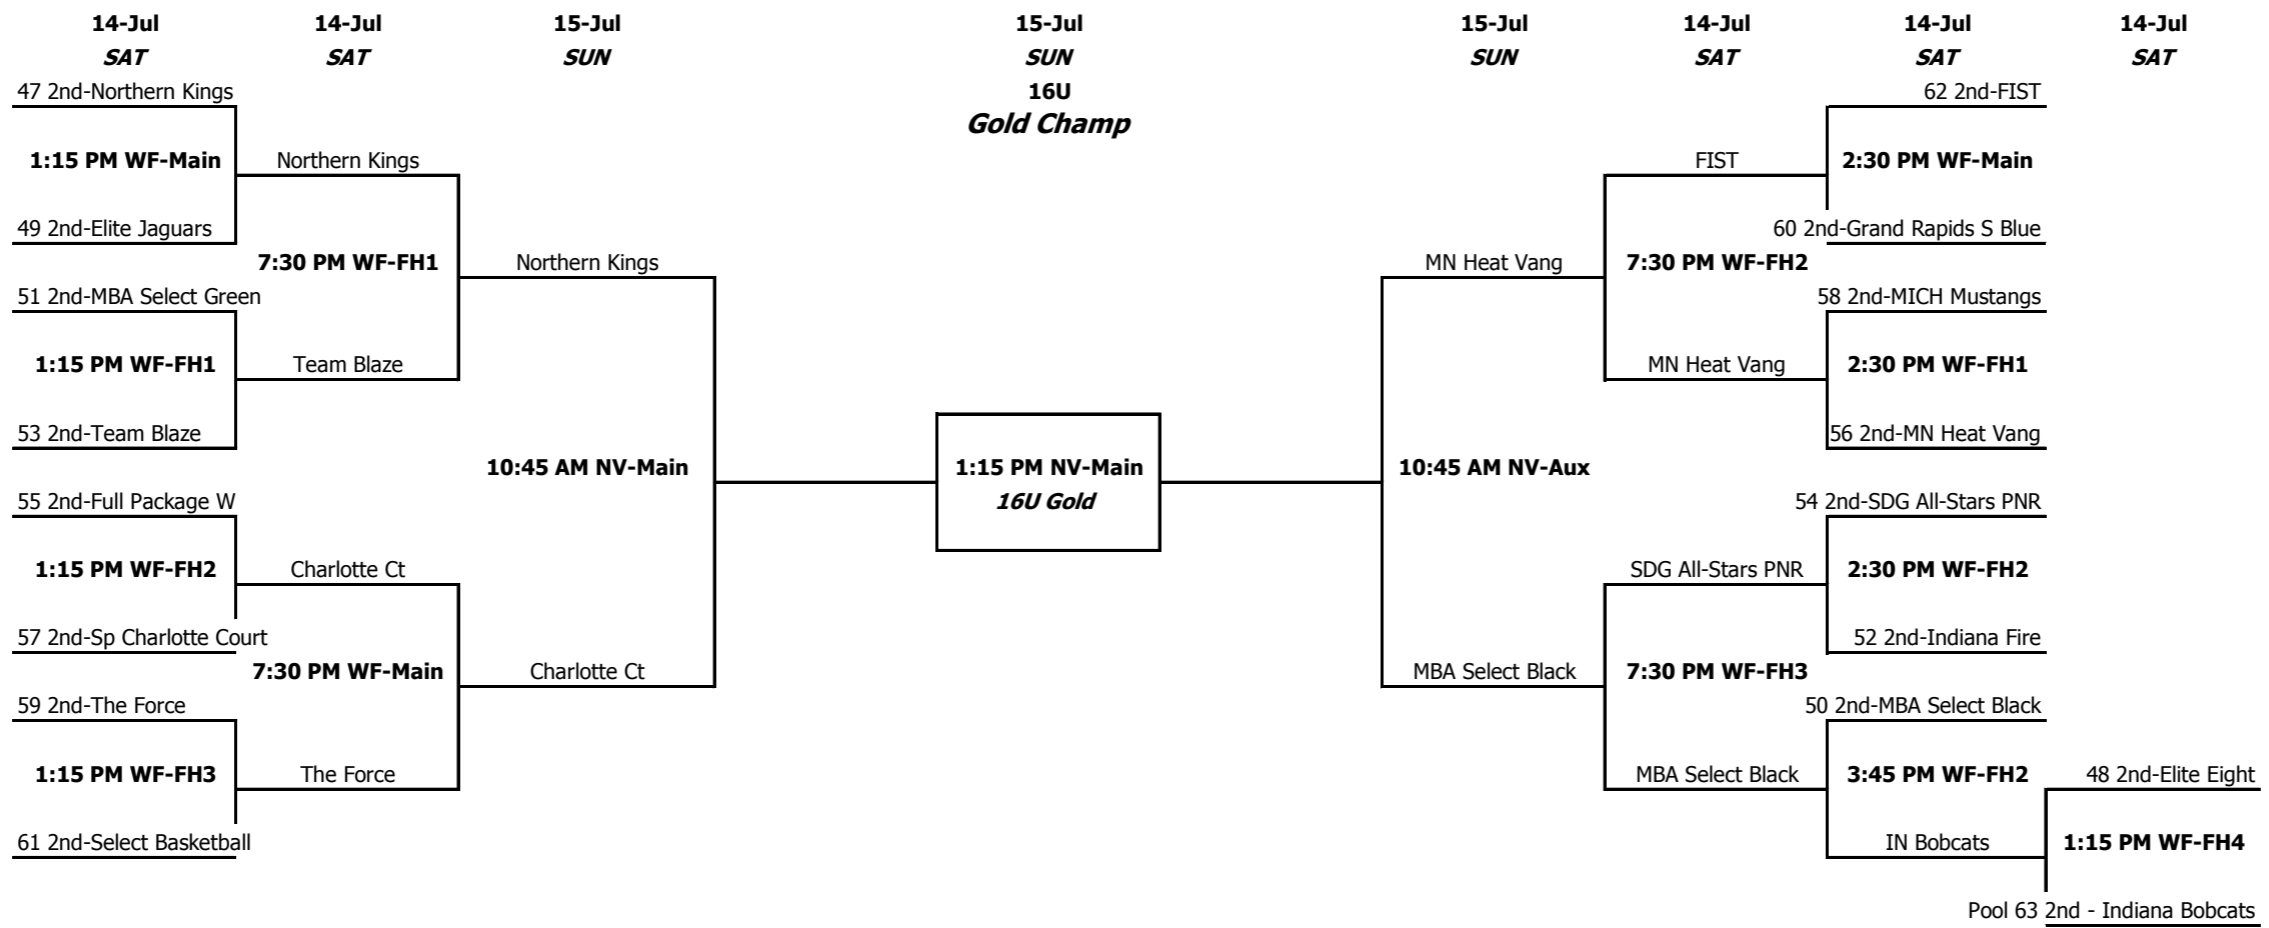 14-Jul 14-Jul 15-Jul 15-Jul 15-Jul 14-Jul 14-Jul 14-Jul
SAT SAT SUN SUN SUN SAT SAT SAT
47 2nd-Northern Kings 16U 62 2nd-FIST
Gold Champ
1:15 PM WF-Main Northern Kings FIST 2:30 PM WF-Main
49 2nd-Elite Jaguars 60 2nd-Grand Rapids S Blue
7:30 PM WF-FH1 Northern Kings MN Heat Vang 7:30 PM WF-FH2
51 2nd-MBA Select Green 58 2nd-MICH Mustangs
1:15 PM WF-FH1 Team Blaze MN Heat Vang 2:30 PM WF-FH1
53 2nd-Team Blaze 56 2nd-MN Heat Vang
10:45 AM NV-Main 1:15 PM NV-Main 10:45 AM NV-Aux
55 2nd-Full Package W 16U Gold 54 2nd-SDG All-Stars PNR
1:15 PM WF-FH2 Charlotte Ct SDG All-Stars PNR 2:30 PM WF-FH2
57 2nd-Sp Charlotte Court 52 2nd-Indiana Fire
7:30 PM WF-Main Charlotte Ct MBA Select Black 7:30 PM WF-FH3
59 2nd-The Force 50 2nd-MBA Select Black
1:15 PM WF-FH3 The Force MBA Select Black 3:45 PM WF-FH2 48 2nd-Elite Eight
61 2nd-Select Basketball IN Bobcats 1:15 PM WF-FH4
Pool 63 2nd - Indiana Bobcats